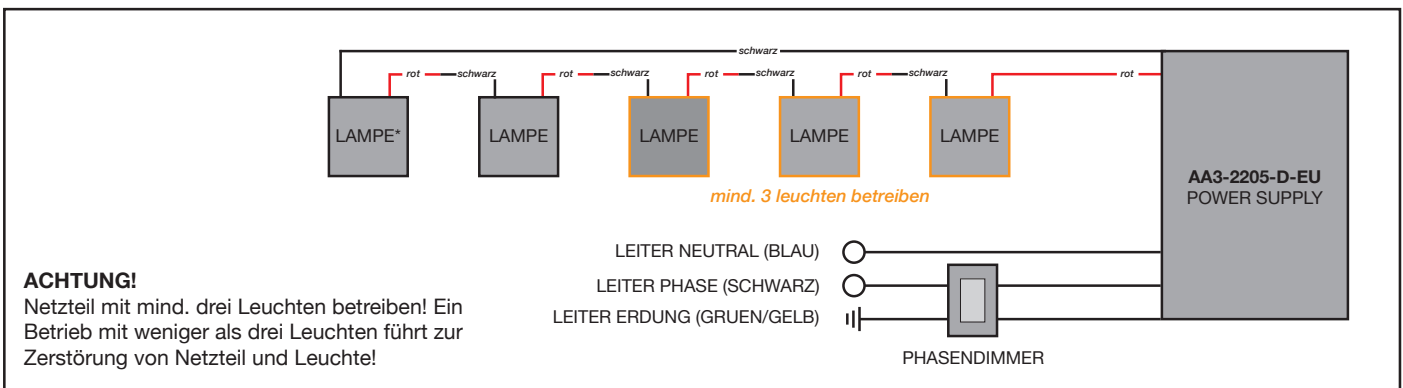 schwarz
rot schwarz rot schwarz rot schwarz rot schwarz rot
LAMPE* LAMPE LAMPE LAMPE LAMPE
mind. 3 leuchten betreiben
AA3-2205-D-EU
POWER SUPPLY
LEITER NEUTRAL (BLAU)
LEITER PHASE (SCHWARZ)
LEITER ERDUNG (GRUEN/GELB)
PHASENDIMMER
ACHTUNG!
Netzteil mit mind. drei Leuchten betreiben! Ein
Betrieb mit weniger als drei Leuchten führt zur
Zerstörung von Netzteil und Leuchte!